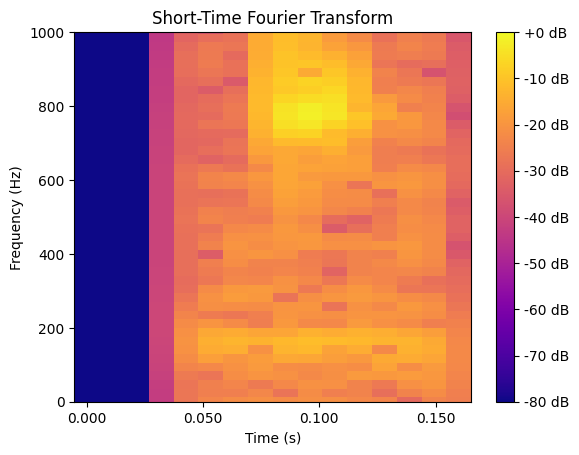 Short-Time Fourier Transform
Frequency (Hz)
1000
800
600
400
200
0
0.000
0.050
0.100
0.150
Time (s)
+0 dB
-10 dB
-20 dB
-30 dB
-40 dB
-50 dB
-60 dB
-70 dB
-80 dB